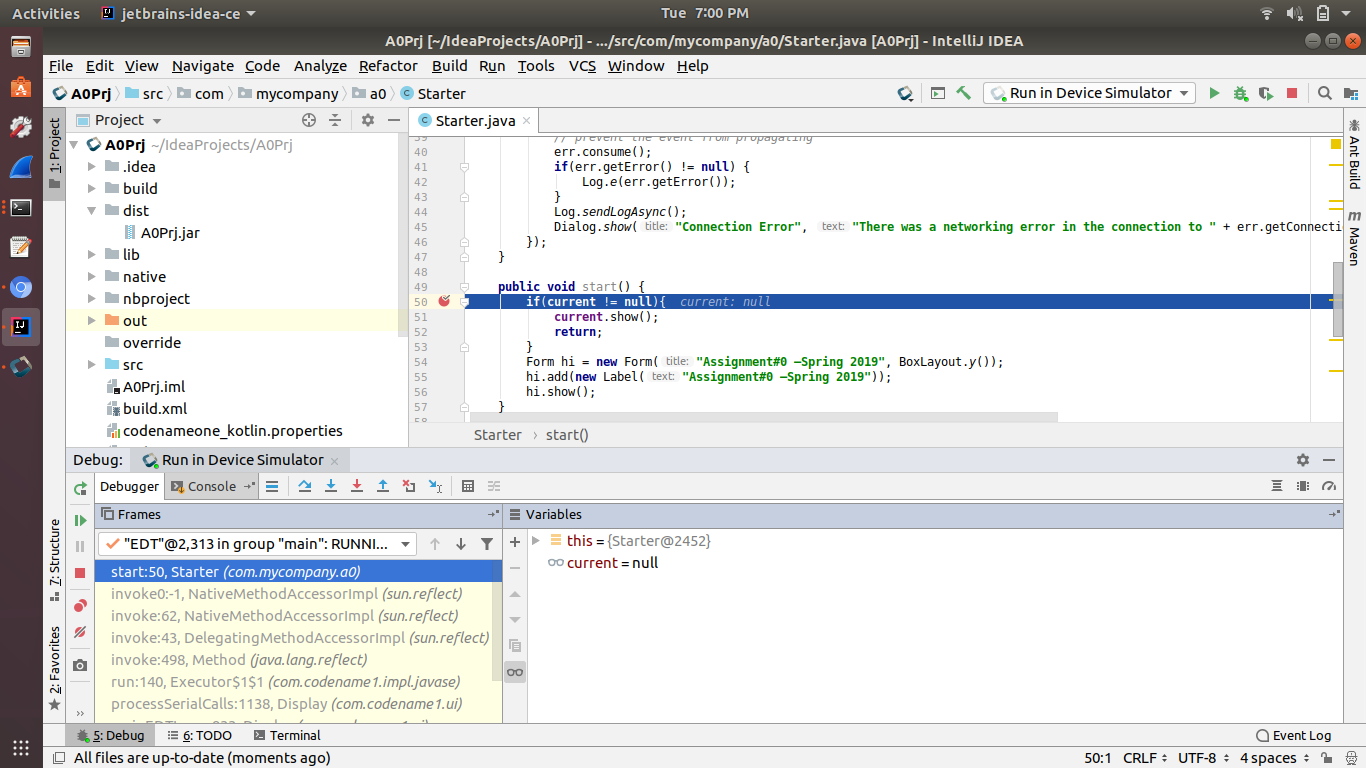 Activities jetbrains-idea-ce Tue 7:00 PM
A0Prj [~/IdeaProjects/A0Prj] - .../src/com/mycompany/a0/Starter.java [A0Prj] - IntelliJ IDEA
File Edit View Navigate Code Analyze Refactor Build Run Tools VCS Window Help
A0Prj src com mycompany a0 Starter Run in Device Simulator
1: Project
7: Structure
2: Favorites
Project
A0Prj ~/IdeaProjects/A0Prj
.idea
build
dist
A0Prj.jar
lib
native
nbproject
out
override
src
A0Prj.iml
build.xml
codenameone_kotlin.properties
Starter.java
39 // prevent the event from propagating
40 err.consume();
41 if(err.getError() != null) {
42 Log.e(err.getError());
43 }
44 Log.sendLogAsync();
45 Dialog.show( title: "Connection Error", text: "There was a networking error in the connection to " + err.getConnectio
46 });
47 }
48
49 public void start() {
50 if(current != null){ current: null
51 current.show();
52 return;
53 }
54 Form hi = new Form( title: "Assignment#0 –Spring 2019", BoxLayout.y());
55 hi.add(new Label( text: "Assignment#0 –Spring 2019"));
56 hi.show();
57 }
58
Starter › start()
Ant Build
m Maven
Debug: Run in Device Simulator
Debugger Console
Frames
"EDT"@2,313 in group "main": RUNNI...
start:50, Starter (com.mycompany.a0)
invoke0:-1, NativeMethodAccessorImpl (sun.reflect)
invoke:62, NativeMethodAccessorImpl (sun.reflect)
invoke:43, DelegatingMethodAccessorImpl (sun.reflect)
invoke:498, Method (java.lang.reflect)
run:140, Executor$1$1 (com.codename1.impl.javase)
processSerialCalls:1138, Display (com.codename1.ui)
Variables
this = {Starter@2452}
current = null
5: Debug 6: TODO Terminal Event Log
All files are up-to-date (moments ago) 50:1 CRLF UTF-8 4 spaces